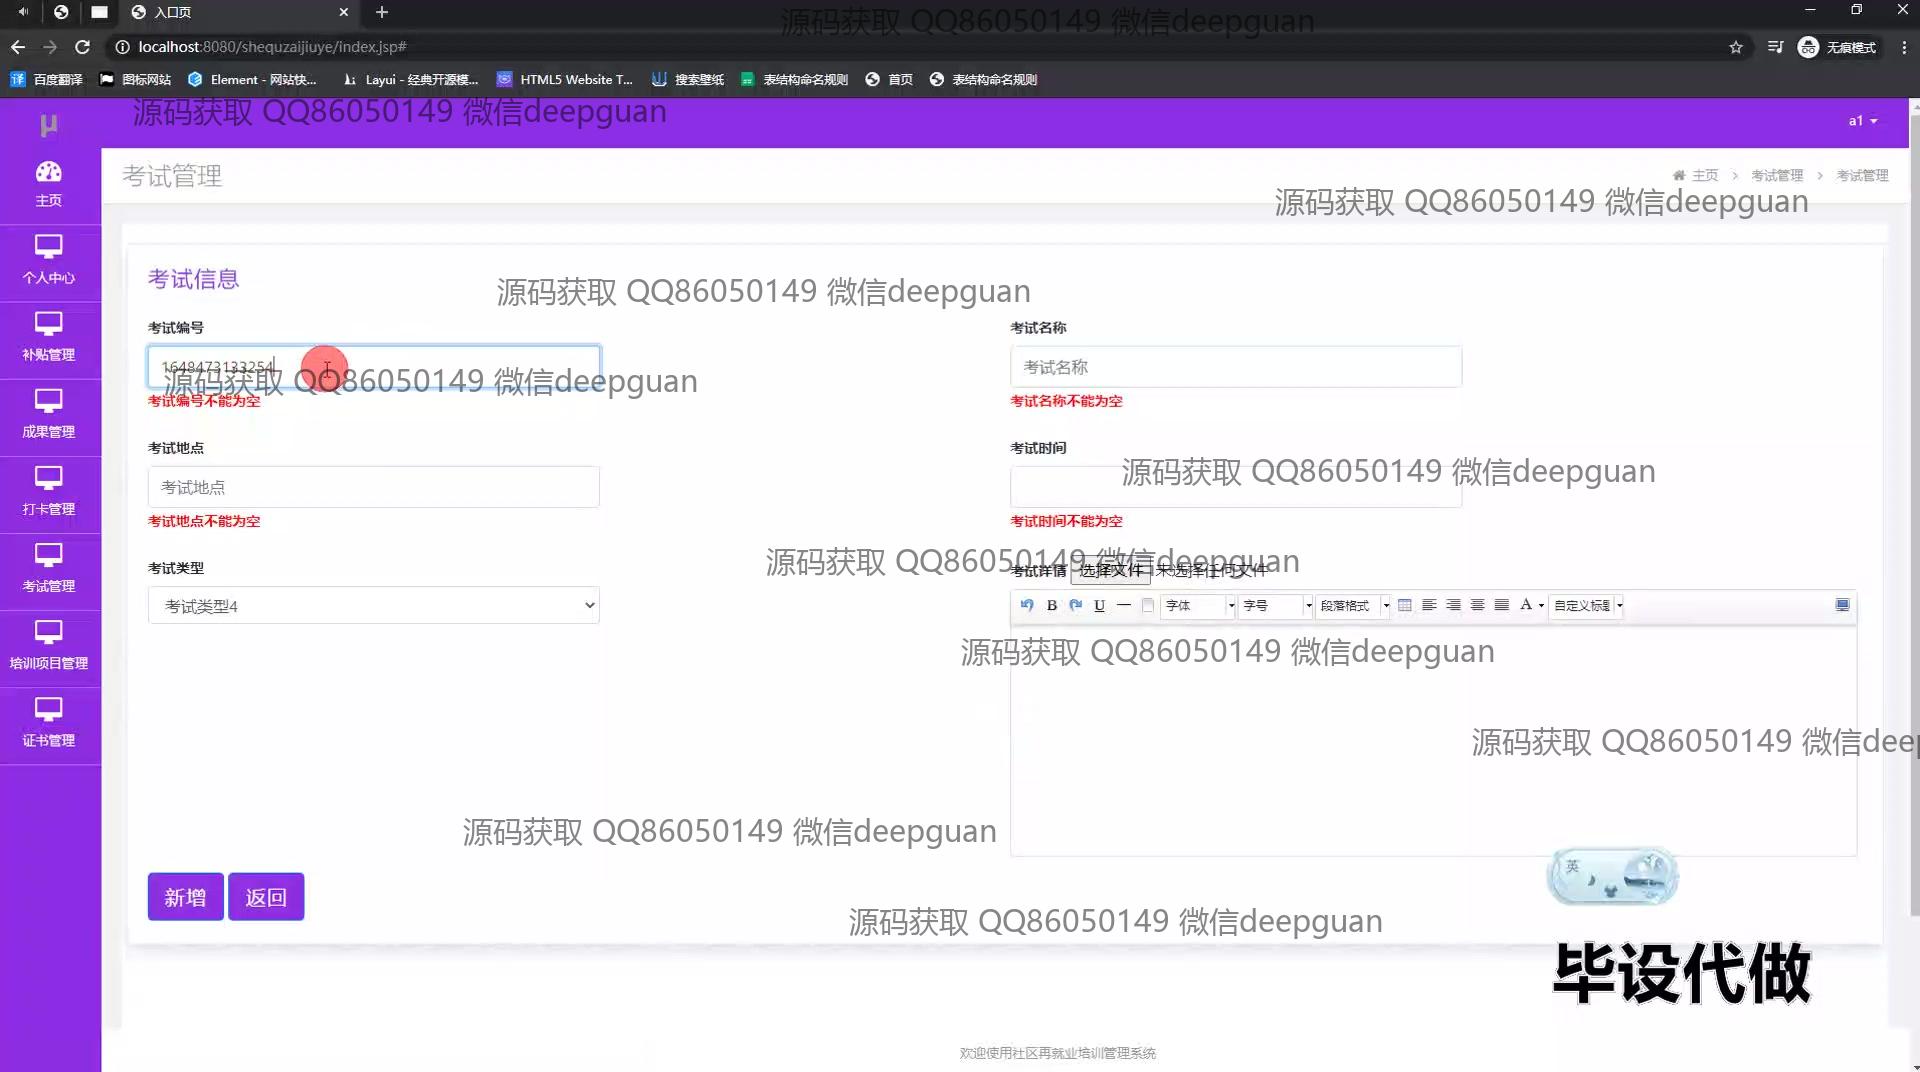 入口页
源码获取 QQ86050149 微信deepguan
localhost:8080/shequzaijiuye/index.jsp#
无痕模式
百度翻译 图标网站 Element - 网站快... Layui - 经典开源模... HTML5 Website T... 搜索壁纸 表结构命名规则 首页 表结构命名规则
源码获取 QQ86050149 微信deepguan
a1
μ
考试管理
主页 > 考试管理 > 考试管理
源码获取 QQ86050149 微信deepguan
主页
个人中心
补贴管理
成果管理
打卡管理
考试管理
培训项目管理
证书管理
考试信息
源码获取 QQ86050149 微信deepguan
考试编号
考试名称
1648473133254
考试名称
源码获取 QQ86050149 微信deepguan
考试编号不能为空
考试名称不能为空
考试地点
考试时间
源码获取 QQ86050149 微信deepguan
考试地点
考试地点不能为空
考试时间不能为空
考试类型
源码获取 QQ86050149 微信deepguan
考试详情 选择文件 未选择任何文件
考试类型4
B U 字体 字号 段落格式 A 自定义标题
源码获取 QQ86050149 微信deepguan
源码获取 QQ86050149 微信deep
源码获取 QQ86050149 微信deepguan
英
新增 返回
源码获取 QQ86050149 微信deepguan
毕设代做
欢迎使用社区再就业培训管理系统